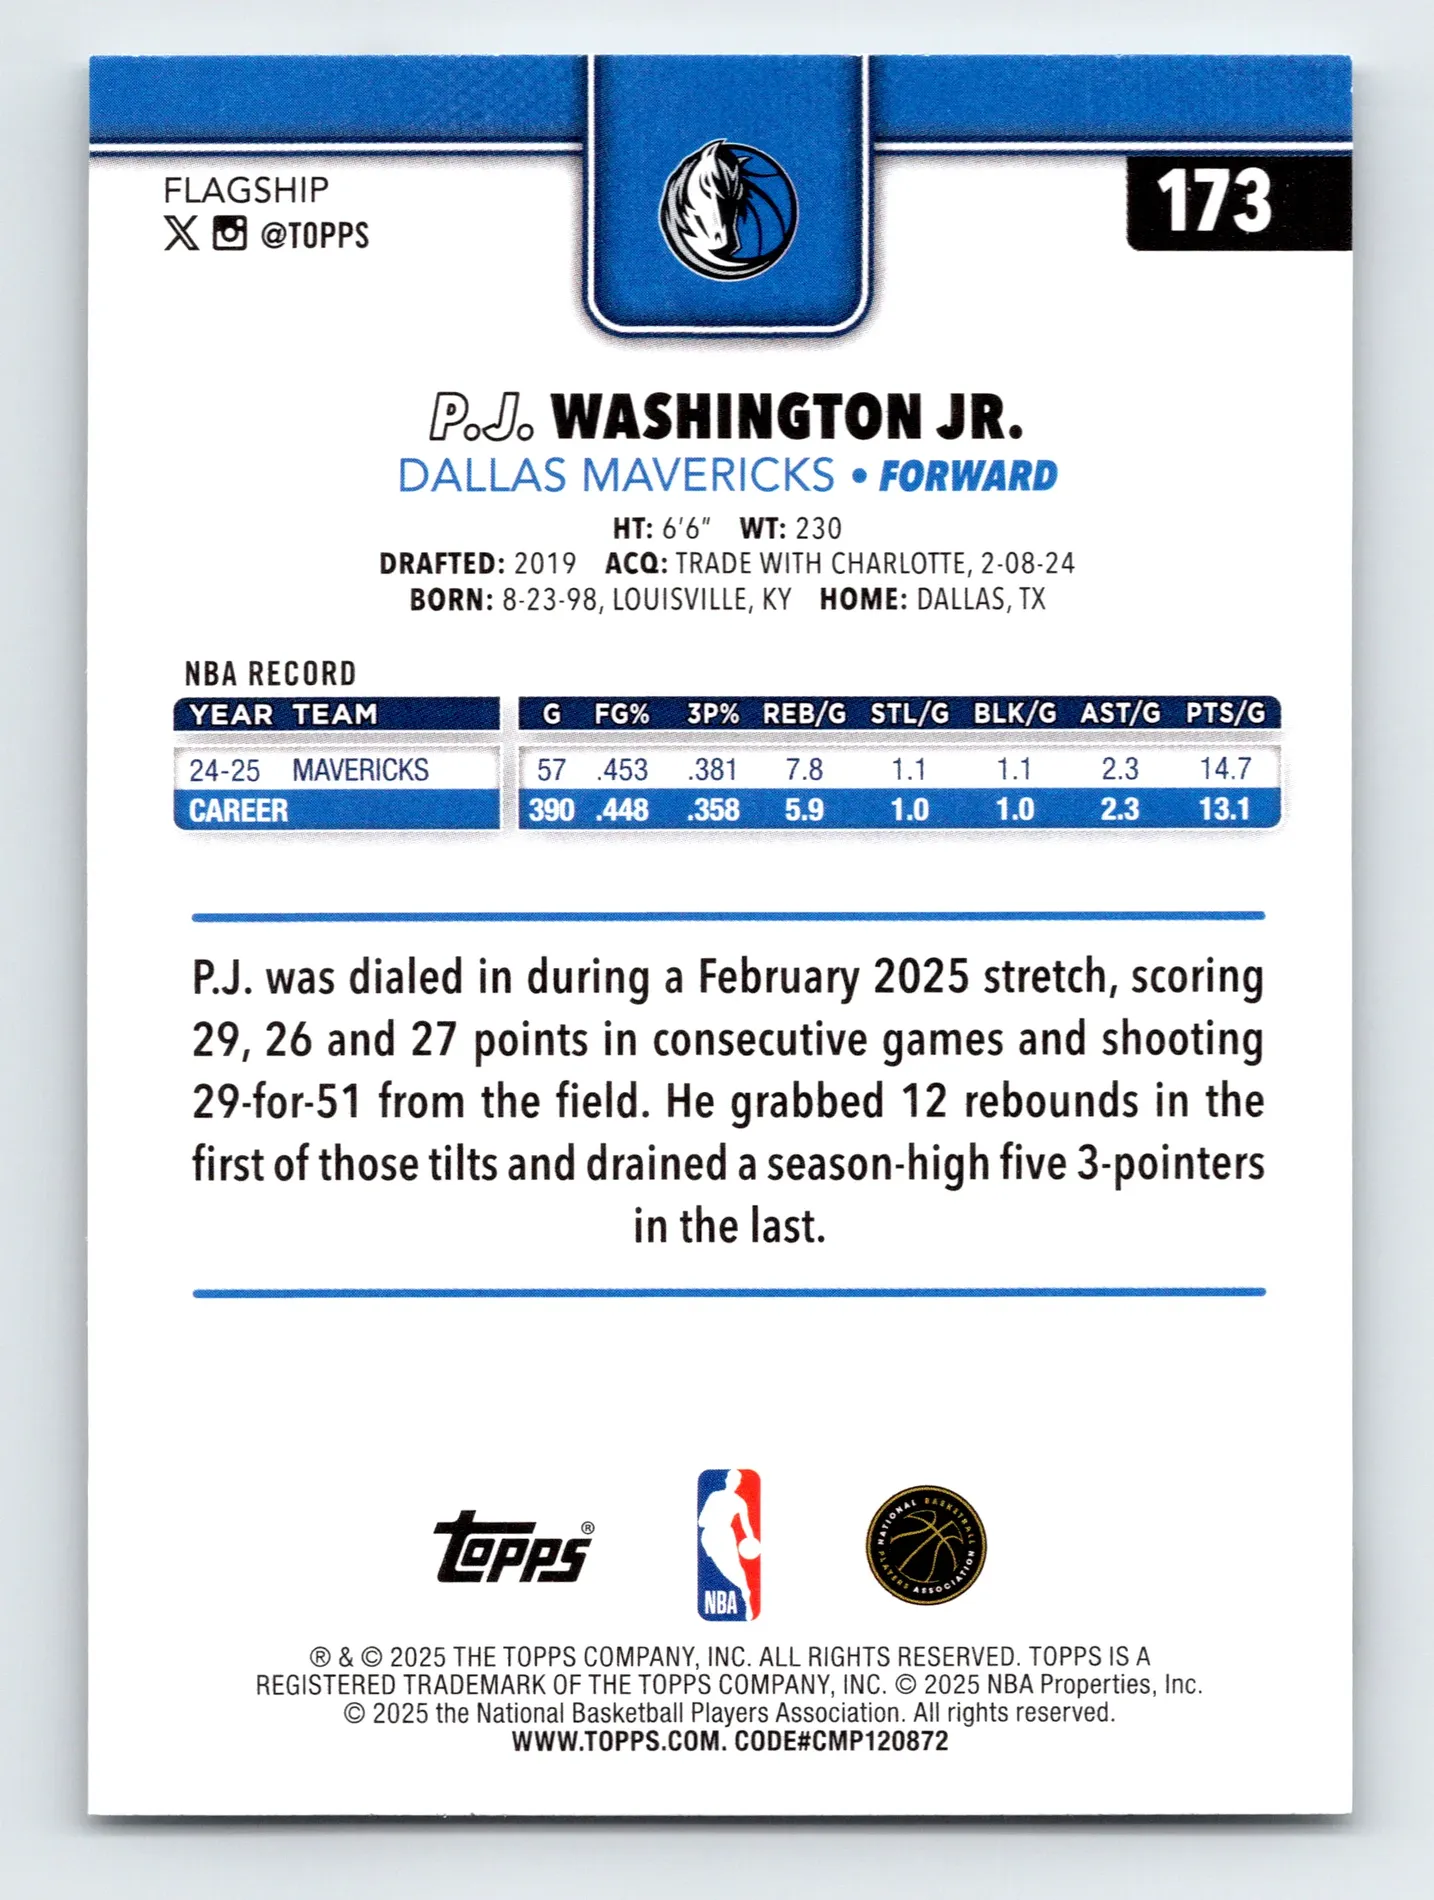 FLAGSHIP
X @TOPPS
173
P.J. WASHINGTON JR.
DALLAS MAVERICKS • FORWARD
HT: 6'6" WT: 230
DRAFTED: 2019 ACQ: TRADE WITH CHARLOTTE, 2-08-24
BORN: 8-23-98, LOUISVILLE, KY HOME: DALLAS, TX
NBA RECORD
YEAR TEAM G FG% 3P% REB/G STL/G BLK/G AST/G PTS/G
24-25 MAVERICKS 57 .453 .381 7.8 1.1 1.1 2.3 14.7
CAREER 390 .448 .358 5.9 1.0 1.0 2.3 13.1
P.J. was dialed in during a February 2025 stretch, scoring
29, 26 and 27 points in consecutive games and shooting
29-for-51 from the field. He grabbed 12 rebounds in the
first of those tilts and drained a season-high five 3-pointers
in the last.
TOPPS®
NBA
NATIONAL BASKETBALL PLAYERS ASSOCIATION
® & © 2025 THE TOPPS COMPANY, INC. ALL RIGHTS RESERVED. TOPPS IS A
REGISTERED TRADEMARK OF THE TOPPS COMPANY, INC. © 2025 NBA Properties, Inc.
© 2025 the National Basketball Players Association. All rights reserved.
WWW.TOPPS.COM. CODE#CMP120872